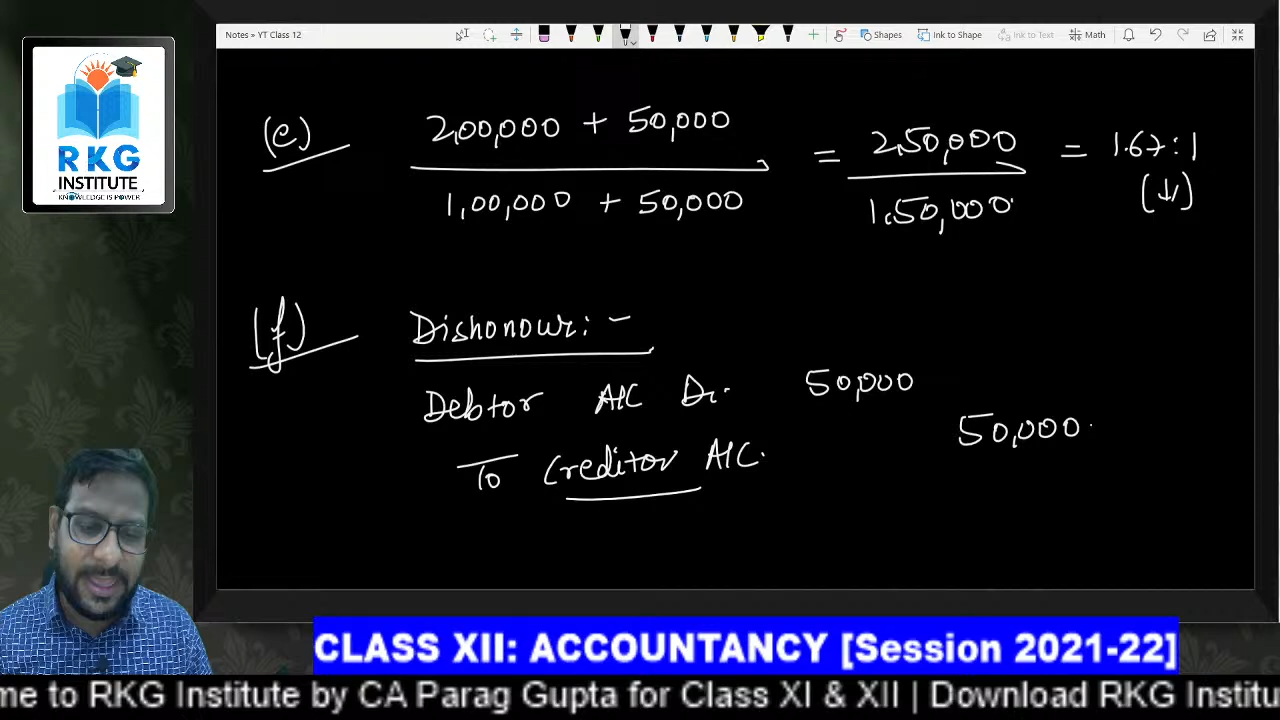 Notes » YT Class 12
Shapes
Ink to Shape
Ink to Text
Math
RKG
INSTITUTE
KNOWLEDGE IS POWER
(e) 2,00,000 + 50,000 = 2,50,000 = 1.67:1
1,00,000 + 50,000 1,50,000 (↓)
(f) Dishonour:-
Debtor A/C Dr. 50,000
To Creditor A/C. 50,000
CLASS XII: ACCOUNTANCY [Session 2021-22]
me to RKG Institute by CA Parag Gupta for Class XI & XII | Download RKG Institu